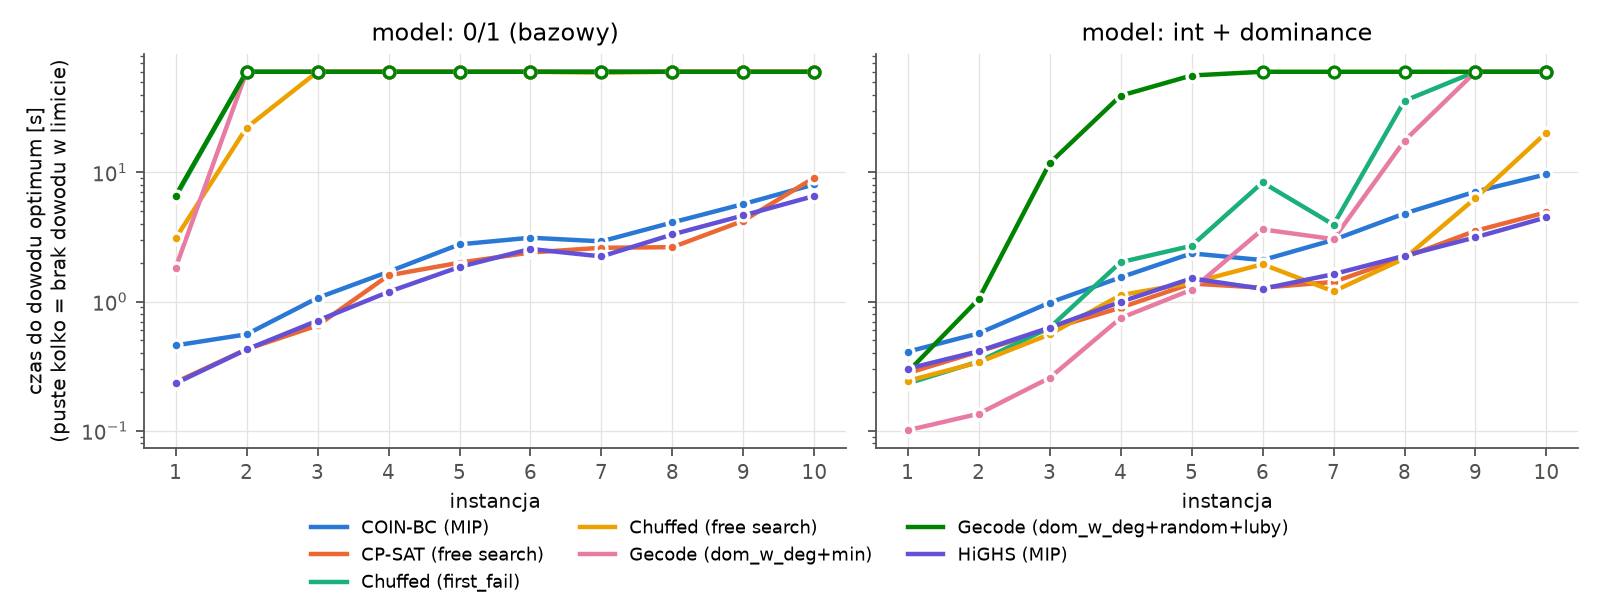 model: 0/1 (bazowy)
model: int + dominance
czas do dowodu optimum [s]
(puste kolko = brak dowodu w limicie)
10¹
10⁰
10⁻¹
1 2 3 4 5 6 7 8 9 10
1 2 3 4 5 6 7 8 9 10
instancja
instancja
COIN-BC (MIP)
CP-SAT (free search)
Chuffed (first_fail)
Chuffed (free search)
Gecode (dom_w_deg+min)
Gecode (dom_w_deg+random+luby)
HiGHS (MIP)